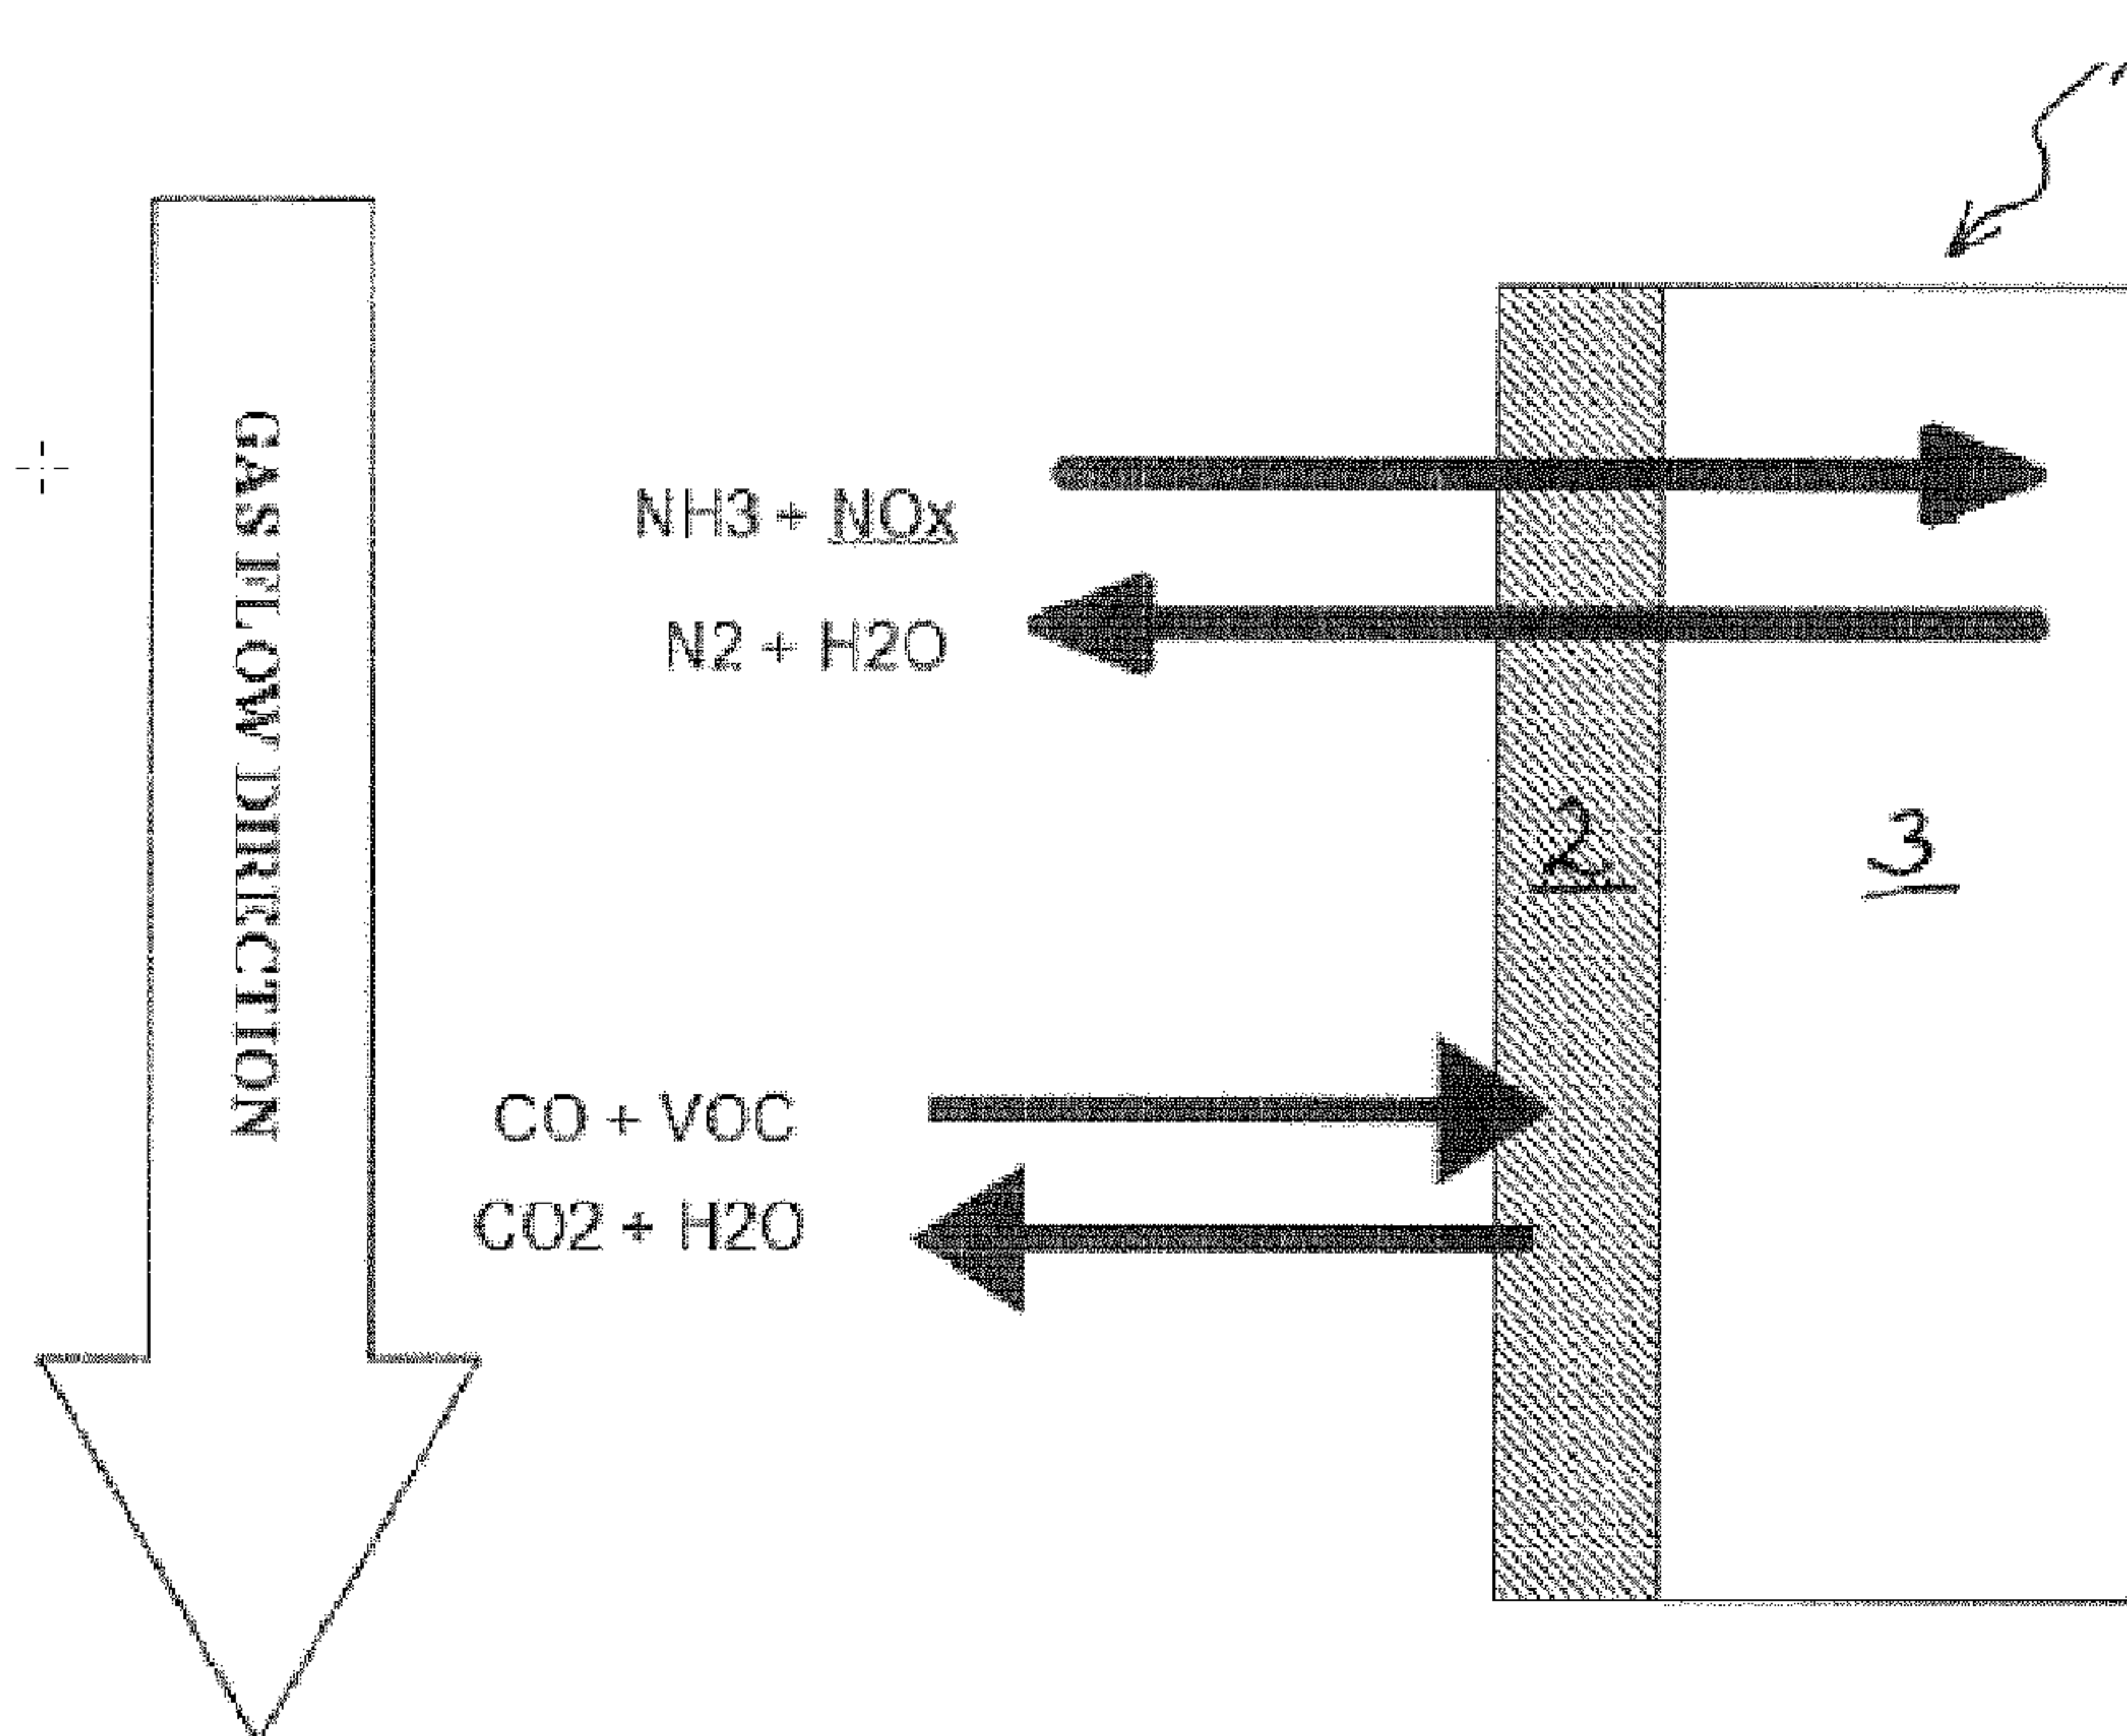 GAS FLOW DIRECTION
NH3 + NOx
N2 + H2O
2
3
CO + VOC
CO2 + H2O